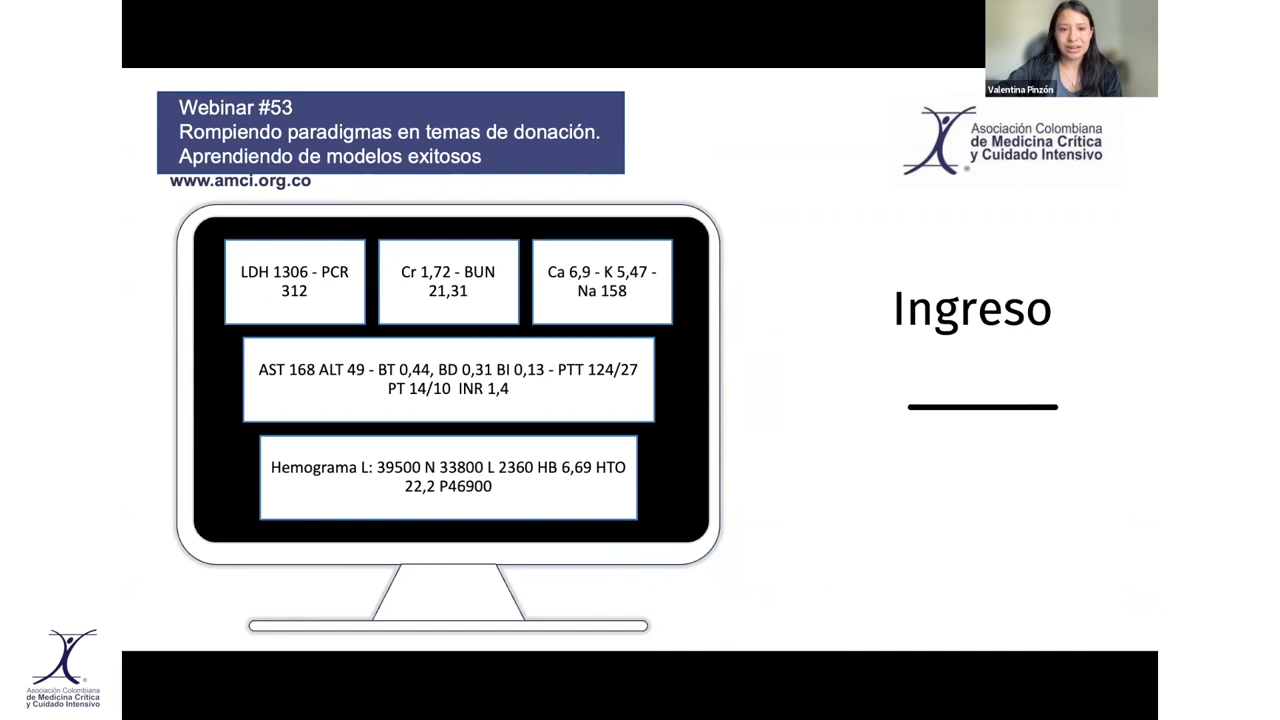 Valentina Pinzón
Webinar #53
Rompiendo paradigmas en temas de donación.
Aprendiendo de modelos exitosos
www.amci.org.co
Asociación Colombiana
de Medicina Crítica
y Cuidado Intensivo
®
LDH 1306 - PCR
312
Cr 1,72 - BUN
21,31
Ca 6,9 - K 5,47 -
Na 158
AST 168 ALT 49 - BT 0,44, BD 0,31 BI 0,13 - PTT 124/27
PT 14/10 INR 1,4
Hemograma L: 39500 N 33800 L 2360 HB 6,69 HTO
22,2 P46900
Ingreso
®
Asociación Colombiana
de Medicina Crítica
y Cuidado Intensivo